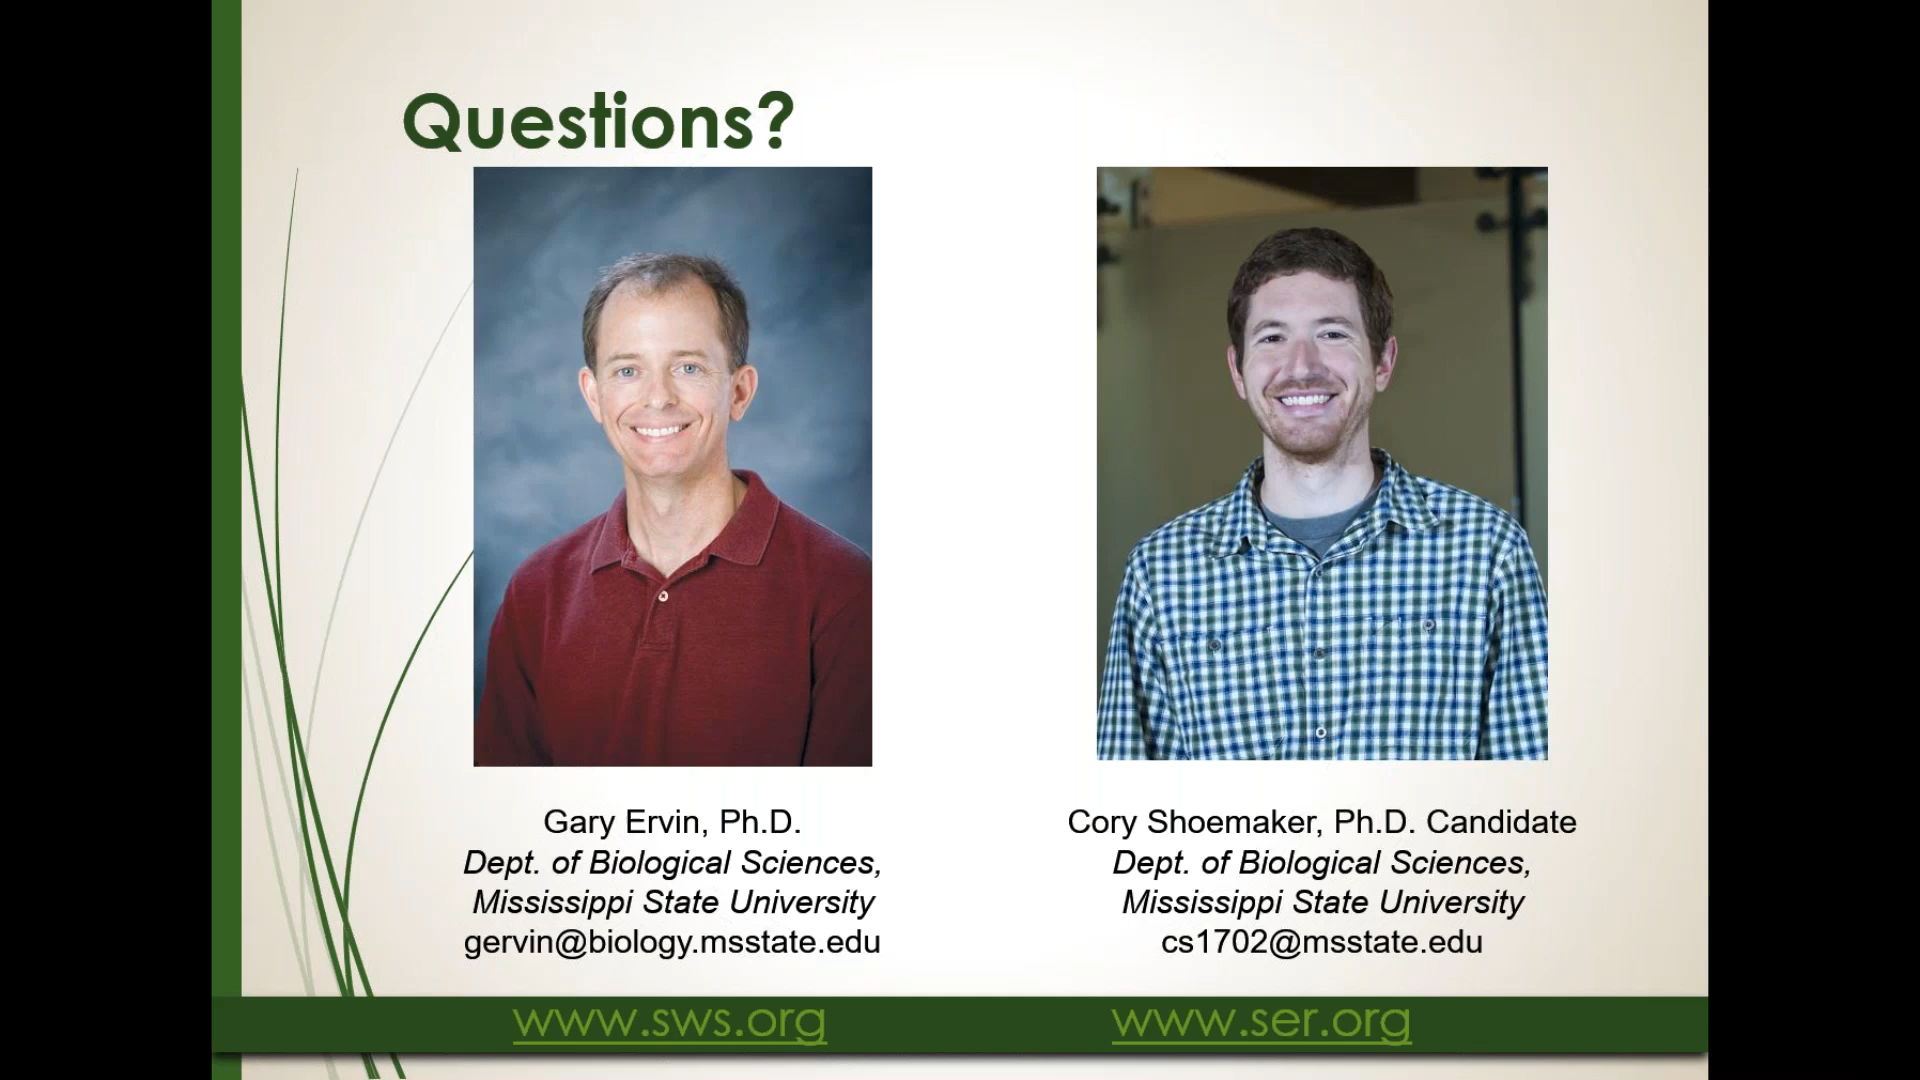 Questions?
Gary Ervin, Ph.D.
Dept. of Biological Sciences,
Mississippi State University
gervin@biology.msstate.edu
Cory Shoemaker, Ph.D. Candidate
Dept. of Biological Sciences,
Mississippi State University
cs1702@msstate.edu
www.sws.org
www.ser.org